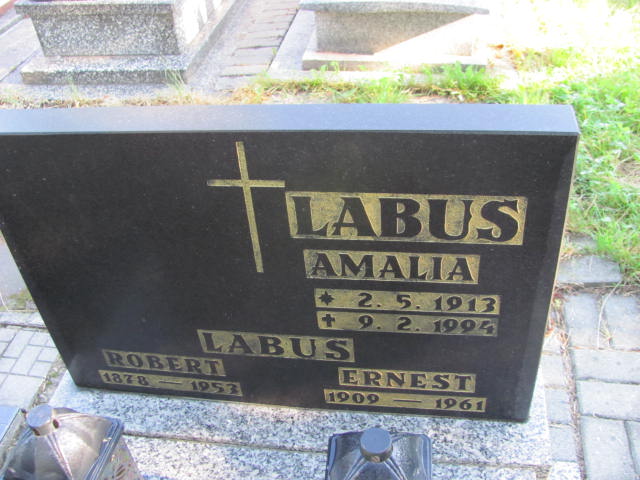 LABUS
AMALIA
* 2. 5. 1913
✝ 9. 2. 1994
LABUS
ROBERT
1878 — 1953
ERNEST
1909 — 1961